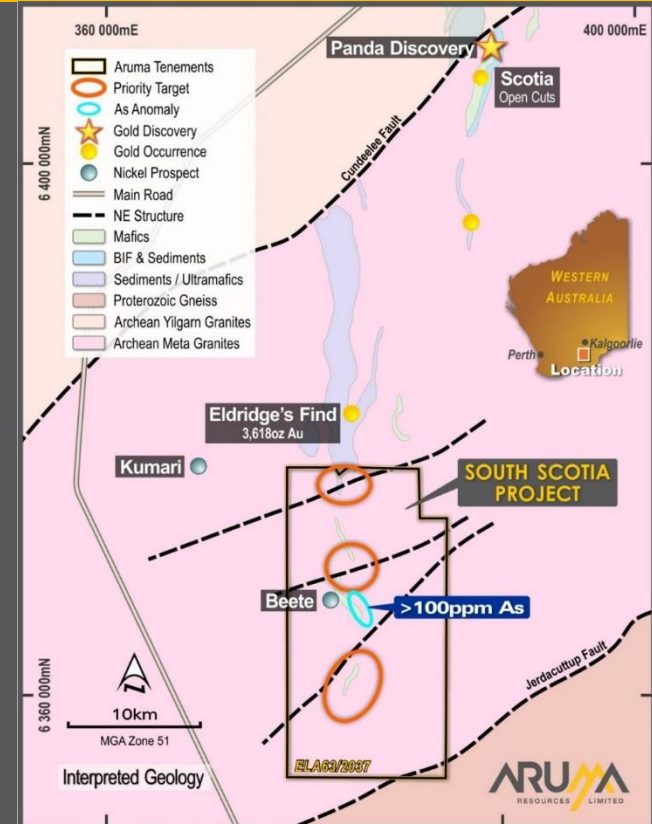 360 000mE
400 000mE
Aruma Tenements
Priority Target
As Anomaly
Gold Discovery
Gold Occurrence
Nickel Prospect
Main Road
NE Structure
Mafics
BIF & Sediments
Sediments / Ultramafics
Proterozoic Gneiss
Archean Yilgarn Granites
Archean Meta Granites
Panda Discovery
Scotia
Open Cuts
Cundeelee Fault
6 400 000mN
WESTERN
AUSTRALIA
Kalgoorlie
Perth
Location
Eldridge's Find
3,618oz Au
Kumari
SOUTH SCOTIA
PROJECT
Beete
>100ppm As
Jerdacuttup Fault
6 360 000mN
N
10km
MGA Zone 51
Interpreted Geology
ELA63/2037
ARUMA
RESOURCES LIMITED